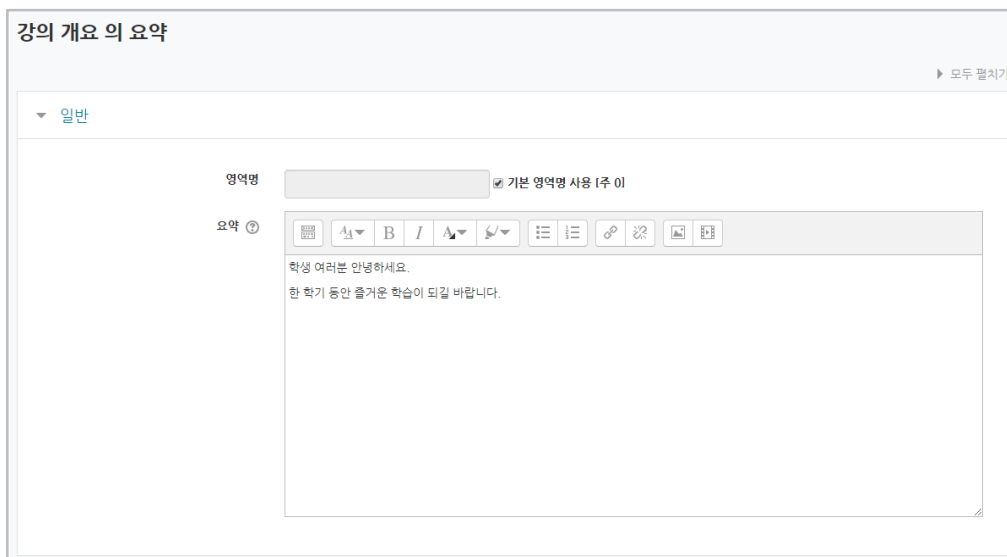 강의 개요 의 요약
모두 펼치기
일반
영역명
기본 영역명 사용 [주 0]
요약
학생 여러분 안녕하세요.
한 학기 동안 즐거운 학습이 되길 바랍니다.